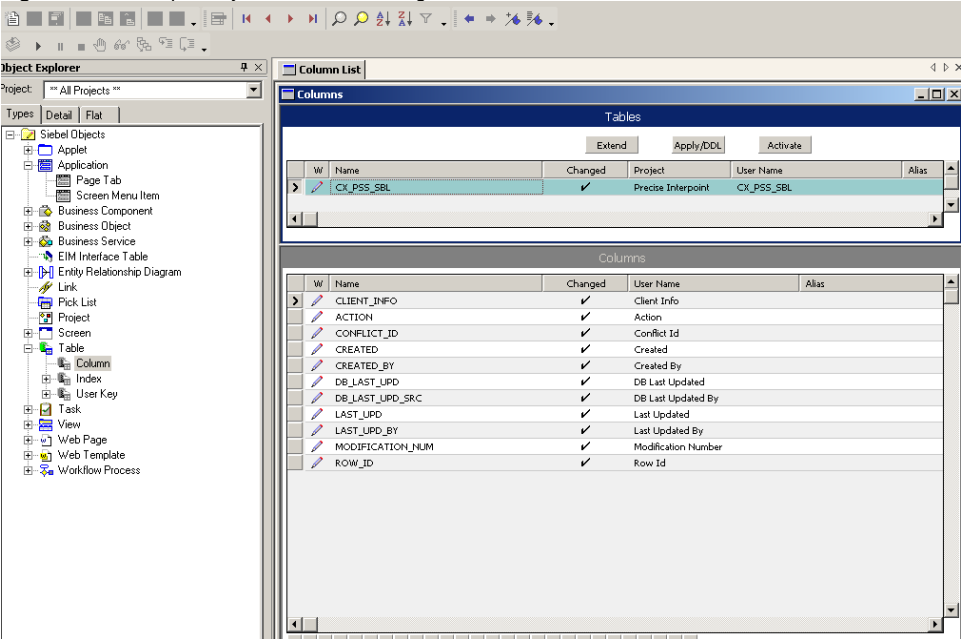 Object Explorer
Column List
Project: ** All Projects **
Columns
Types Detail Flat
Tables
Siebel Objects
Applet
Application
Page Tab
Screen Menu Item
Business Component
Business Object
Business Service
EIM Interface Table
Entity Relationship Diagram
Link
Pick List
Project
Screen
Table
Column
Index
User Key
Task
View
Web Page
Web Template
Workflow Process
Extend Apply/DDL Activate
W Name Changed Project User Name Alias
CX_PSS_SBL Precise Interpoint CX_PSS_SBL
Columns
W Name Changed User Name Alias
CLIENT_INFO Client Info
ACTION Action
CONFLICT_ID Conflict Id
CREATED Created
CREATED_BY Created By
DB_LAST_UPD DB Last Updated
DB_LAST_UPD_SRC DB Last Updated By
LAST_UPD Last Updated
LAST_UPD_BY Last Updated By
MODIFICATION_NUM Modification Number
ROW_ID Row Id